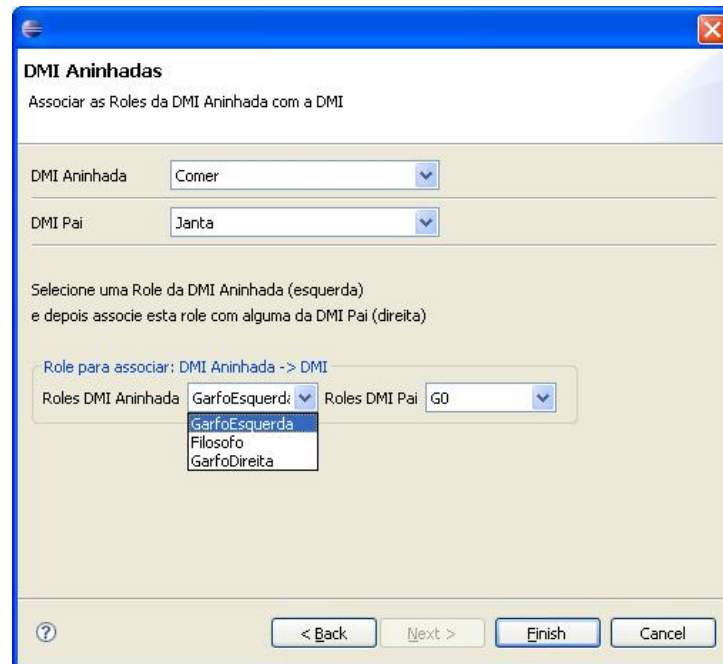 DMI Aninhadas
Associar as Roles da DMI Aninhada com a DMI
DMI Aninhada Comer
DMI Pai Janta
Selecione uma Role da DMI Aninhada (esquerda)
e depois associe esta role com alguma da DMI Pai (direita)
Role para associar: DMI Aninhada -> DMI
Roles DMI Aninhada GarfoEsquerda Roles DMI Pai G0
GarfoEsquerda
Filosofo
GarfoDireita
? < Back Next > Finish Cancel